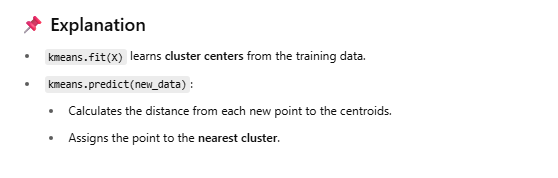 📌 Explanation
• kmeans.fit(X) learns cluster centers from the training data.
• kmeans.predict(new_data):
• Calculates the distance from each new point to the centroids.
• Assigns the point to the nearest cluster.